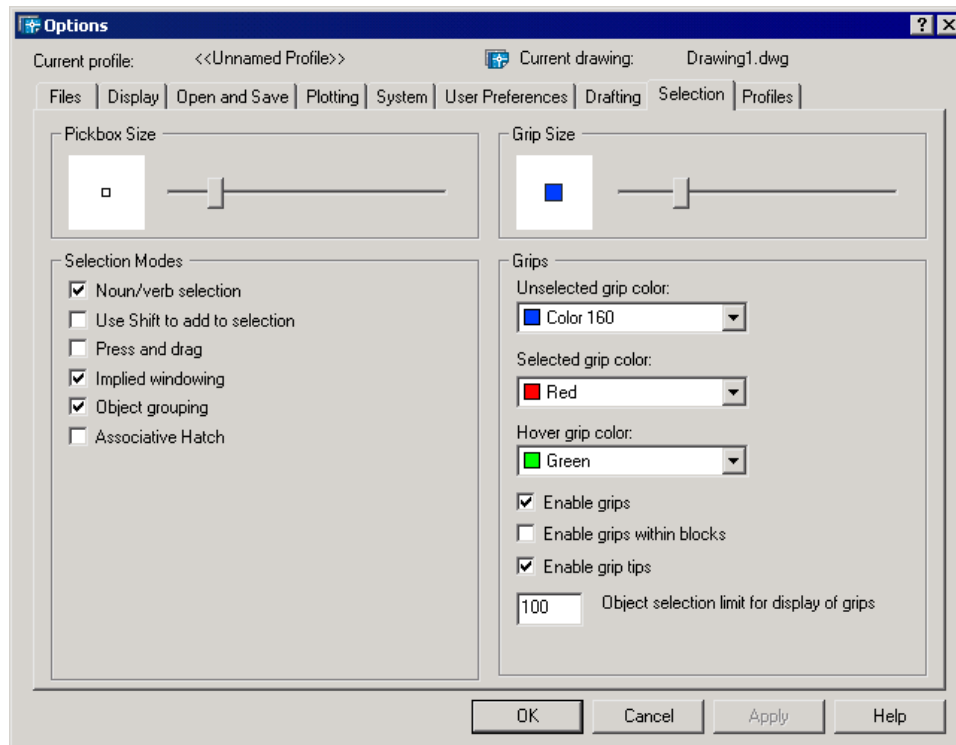 Options
Current profile: <<Unnamed Profile>> Current drawing: Drawing1.dwg
Files Display Open and Save Plotting System User Preferences Drafting Selection Profiles
Pickbox Size
Grip Size
Selection Modes
Noun/verb selection
Use Shift to add to selection
Press and drag
Implied windowing
Object grouping
Associative Hatch
Grips
Unselected grip color:
Color 160
Selected grip color:
Red
Hover grip color:
Green
Enable grips
Enable grips within blocks
Enable grip tips
100 Object selection limit for display of grips
OK Cancel Apply Help